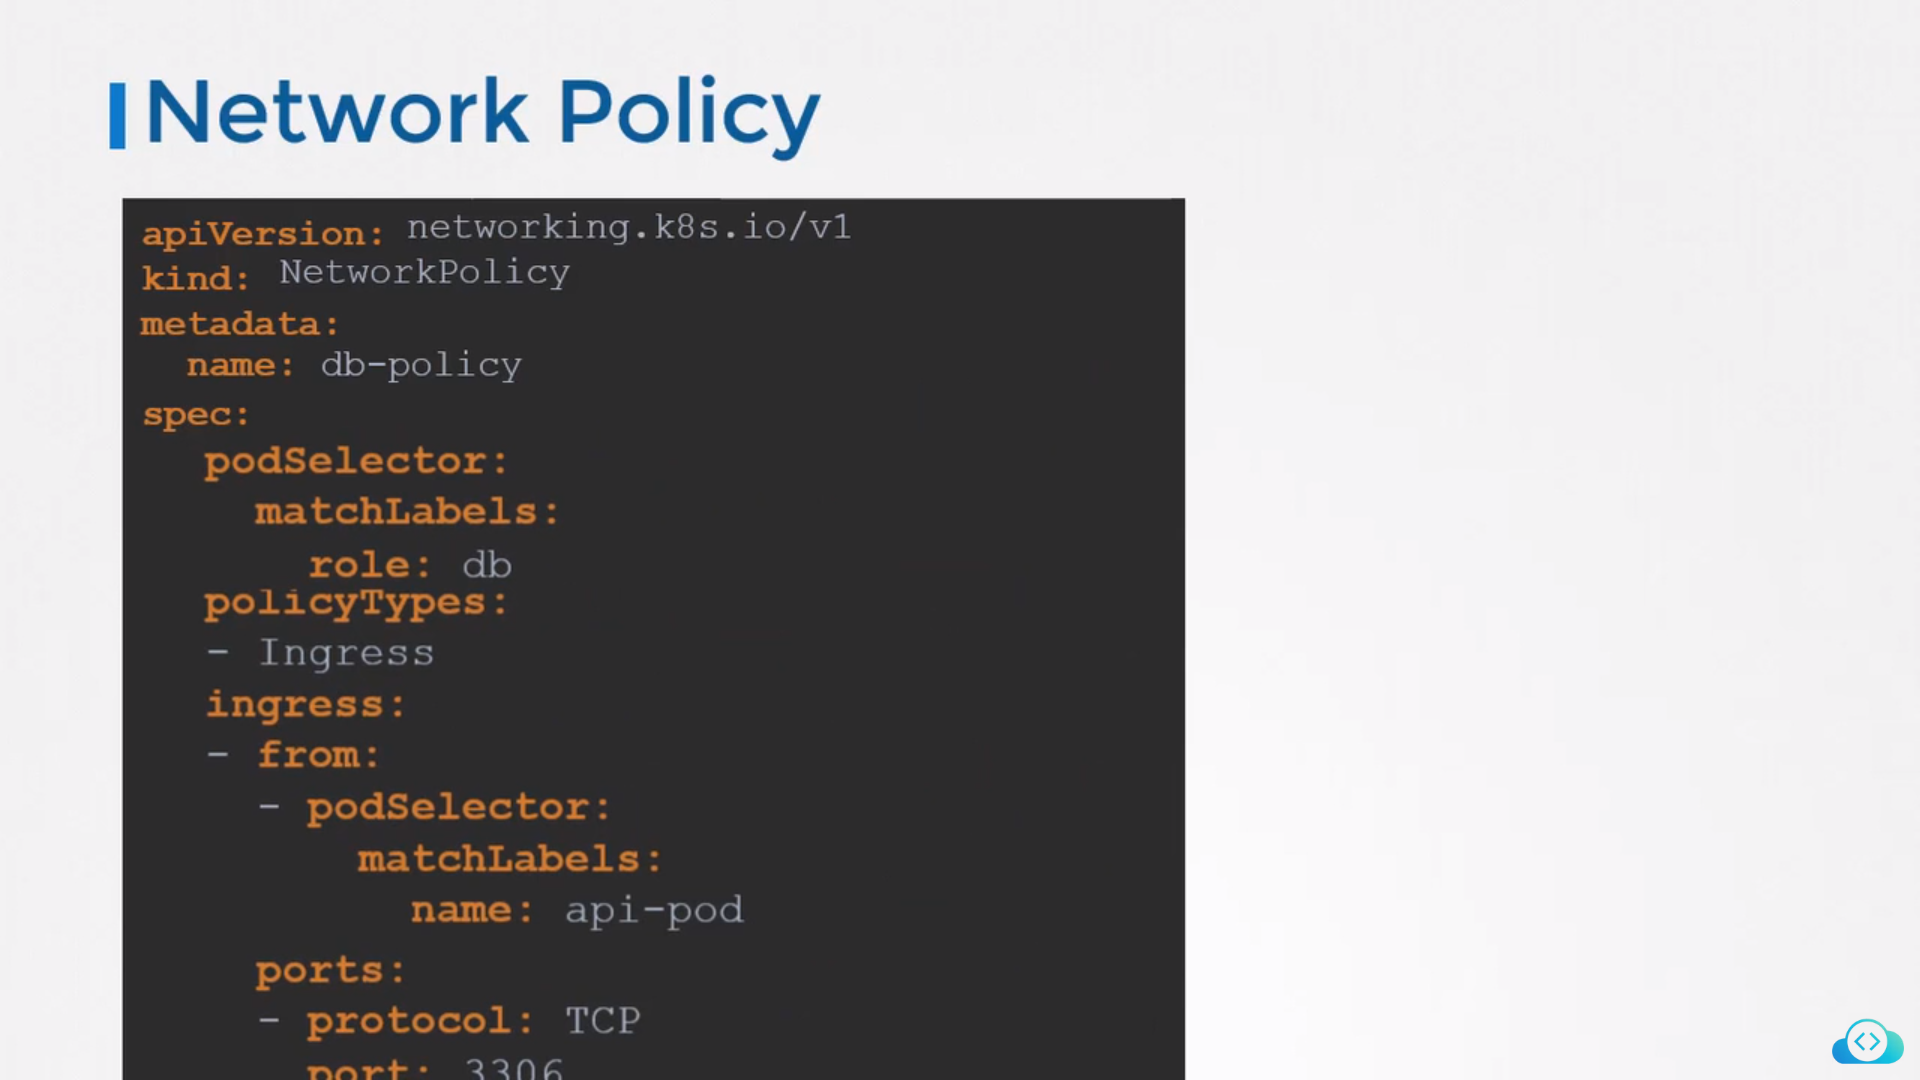 Network Policy
apiVersion: networking.k8s.io/v1
kind: NetworkPolicy
metadata:
  name: db-policy
spec:
  podSelector:
    matchLabels:
      role: db
  policyTypes:
  - Ingress
  ingress:
  - from:
    - podSelector:
        matchLabels:
          name: api-pod
    ports:
    - protocol: TCP
      port: 3306